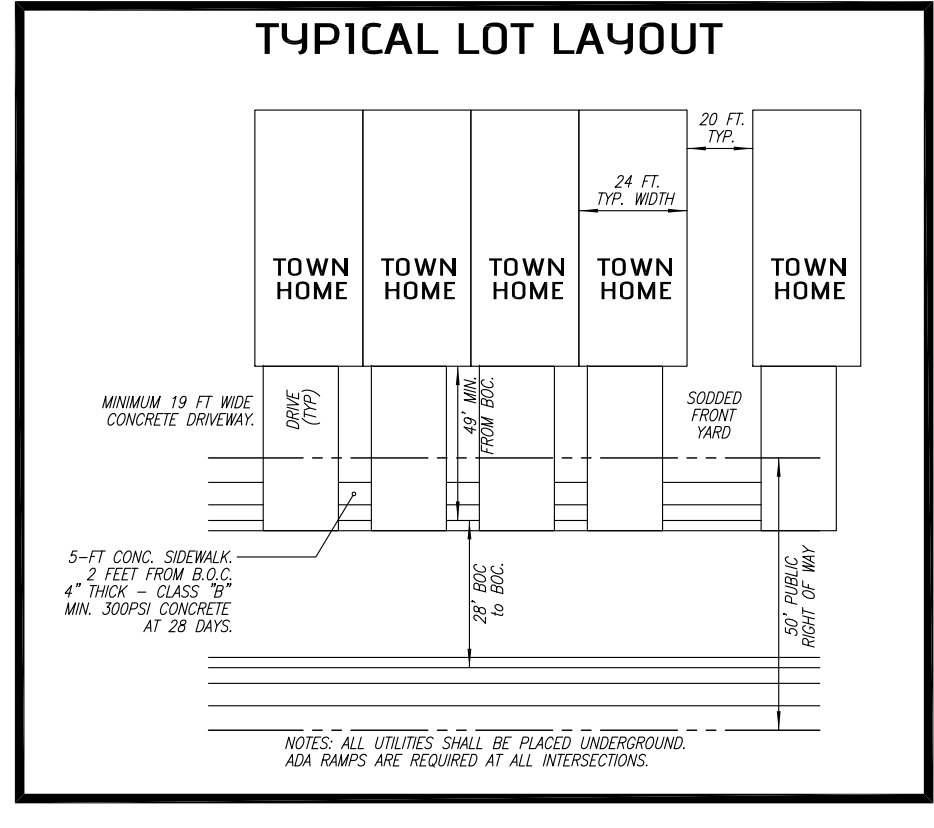 TYPICAL LOT LAYOUT
20 FT.
TYP.
24 FT.
TYP. WIDTH
TOWN
HOME
TOWN
HOME
TOWN
HOME
TOWN
HOME
TOWN
HOME
MINIMUM 19 FT WIDE
CONCRETE DRIVEWAY.
DRIVE
(TYP)
49' MIN.
FROM BOC.
SODDED
FRONT
YARD
5-FT CONC. SIDEWALK.
2 FEET FROM B.O.C.
4" THICK - CLASS "B"
MIN. 300PSI CONCRETE
AT 28 DAYS.
28' BOC
to BOC.
50' PUBLIC
RIGHT OF WAY
NOTES: ALL UTILITIES SHALL BE PLACED UNDERGROUND.
ADA RAMPS ARE REQUIRED AT ALL INTERSECTIONS.